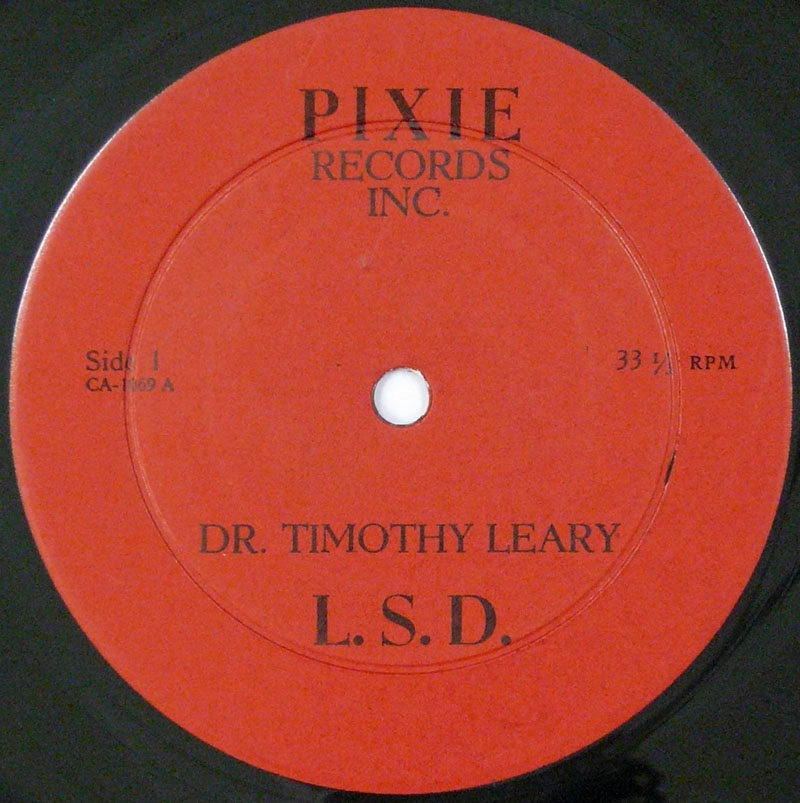 PIXIE
RECORDS
INC.
Side 1
CA-1069 A
33 1/3 RPM
DR. TIMOTHY LEARY
L. S. D.